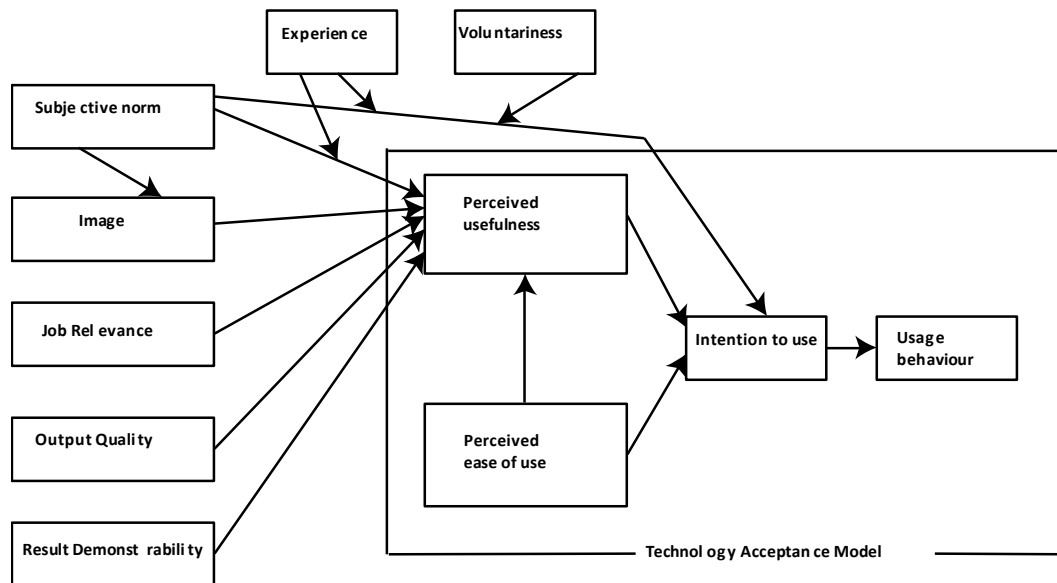 Experience
Voluntariness
Subjective norm
Perceived
usefulness
Image
Job Relevance
Intention to use
Usage
behaviour
Output Quality
Perceived
ease of use
Result Demonstrability
Technology Acceptance Model